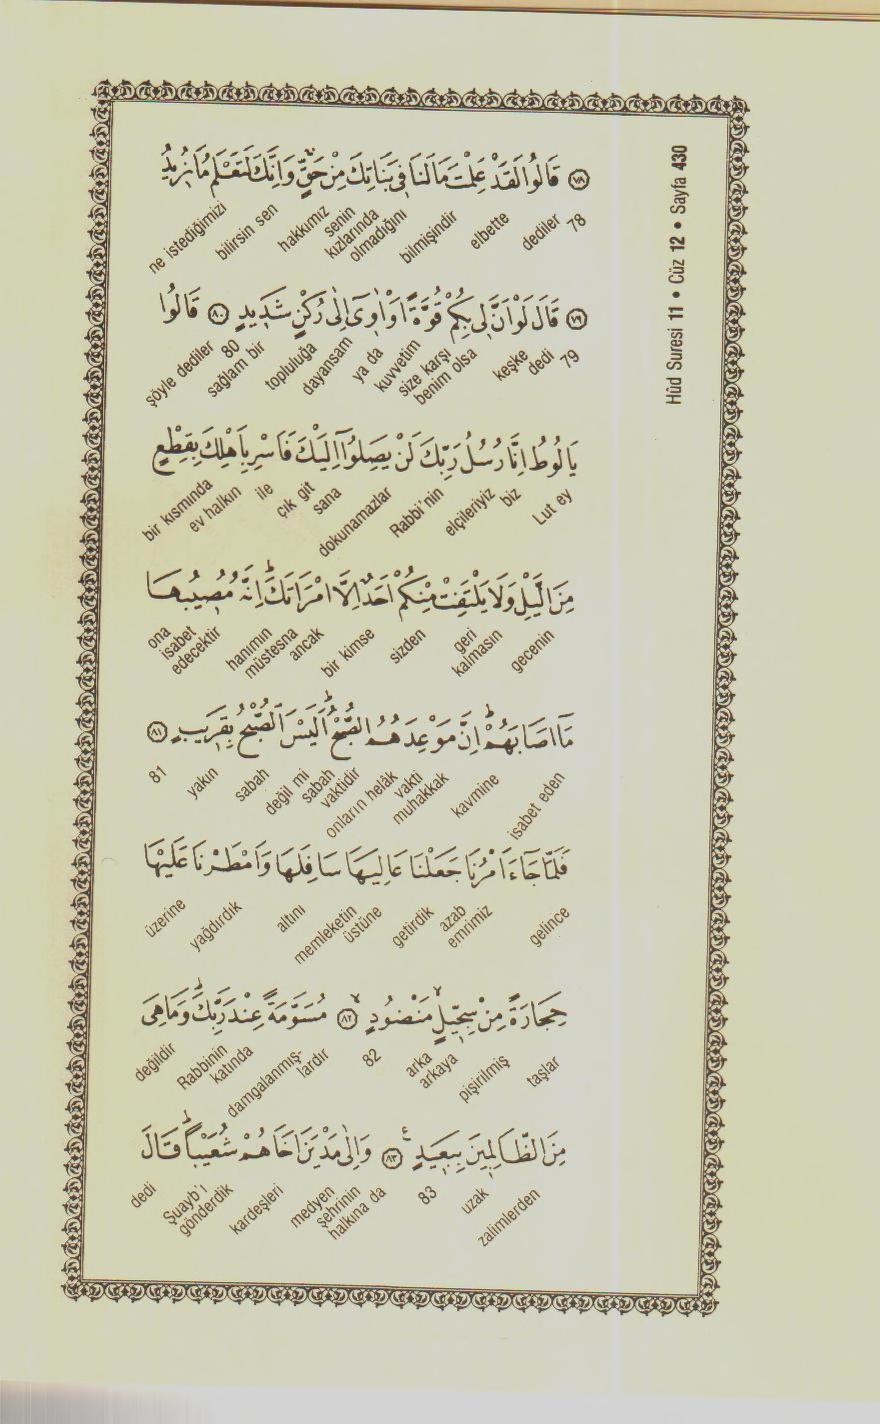 Hûd Suresi 11 • Cüz 12 • Sayfa 430
﴿٧٨﴾ قَالُوا لَقَدْ عَلِمْتَ مَا لَنَا فِى بَنَاتِكَ مِنْ حَقٍّ وَاِنَّكَ لَتَعْلَمُ مَا نُرِيدُ
78 dediler elbette bilmişindir senin kızlarında olmadığını hakkımız bilirsin sen ne istediğimizi
﴿٧٩﴾ قَالَ لَوْ اَنَّ لِى بِكُمْ قُوَّةً اَوْ اٰوِىٓ اِلٰى رُكْنٍ شَدِيدٍ ﴿٨٠﴾ قَالُوا
79 dedi keşke size karşı benim olsa kuvvetim ya da dayansam topluluğa sağlam bir 80 şöyle dediler
يَا لُوطُ اِنَّا رُسُلُ رَبِّكَ لَنْ يَصِلُوٓا اِلَيْكَ فَاَسْرِ بِاَهْلِكَ بِقِطْعٍ
Lut ey biz elçileriyiz Rabbi'nin dokunamazlar sana çık git ile ev halkın bir kısmında
مِنَ الَّيْلِ وَلَا يَلْتَفِتْ مِنْكُمْ اَحَدٌ اِلَّا امْرَاَتَكَ اِنَّهُ مُصِيبُهَا
gecenin geri kalmasın sizden bir kimse ancak hanımın müstesna ona isabet edecektir
مَٓا اَصَابَهُمْ اِنَّ مَوْعِدَهُمُ الصُّبْحُ اَلَيْسَ الصُّبْحُ بِقَرِيبٍ ﴿٨١﴾
isabet eden kavmine vakti muhakkak onların helâk sabah vaktidir değil mi sabah yakın 81
فَلَمَّا جَٓاءَ اَمْرُنَا جَعَلْنَا عَالِيَهَا سَافِلَهَا وَاَمْطَرْنَا عَلَيْهَا
gelince azab emrimiz getirdik memleketin üstüne altını yağdırdık üzerine
حِجَارَةً مِنْ سِجِّيلٍ مَنْضُودٍ ﴿٨٢﴾ مُسَوَّمَةً عِنْدَ رَبِّكَ وَمَا هِىَ
taşlar pişirilmiş arka arkaya 82 damgalanmış-lardır Rabbinin katında değildir
مِنَ الظَّالِمِينَ بِبَعِيدٍ ﴿٨٣﴾ وَاِلٰى مَدْيَنَ اَخَاهُمْ شُعَيْبًا قَالَ
zalimlerden uzak 83 medyen şehrinin halkına da kardeşleri Şuayb'ı gönderdik dedi